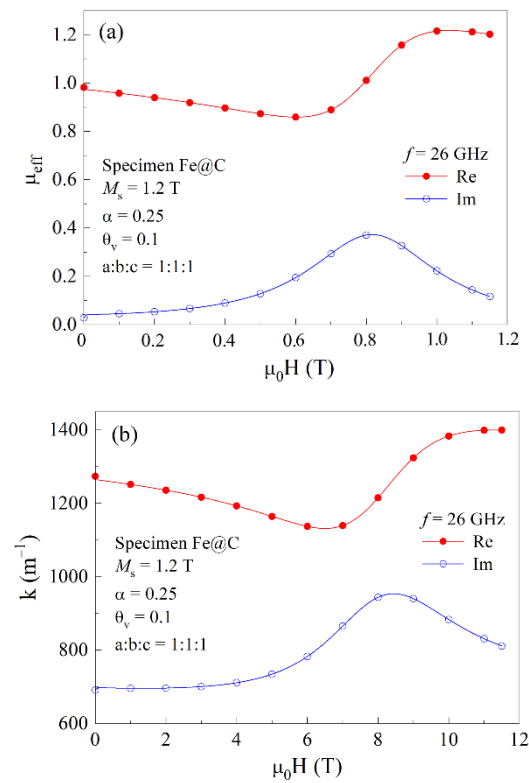 (a)
1.2
1.0
0.8
0.6
0.4
0.2
0.0
μeff
Specimen Fe@C
Ms = 1.2 T
α = 0.25
θv = 0.1
a:b:c = 1:1:1
f = 26 GHz
Re
Im
0.0 0.2 0.4 0.6 0.8 1.0 1.2
μ0H (T)
(b)
1400
1200
1000
800
600
k (m⁻¹)
Specimen Fe@C
Ms = 1.2 T
α = 0.25
θv = 0.1
a:b:c = 1:1:1
f = 26 GHz
Re
Im
0 2 4 6 8 10 12
μ0H (T)